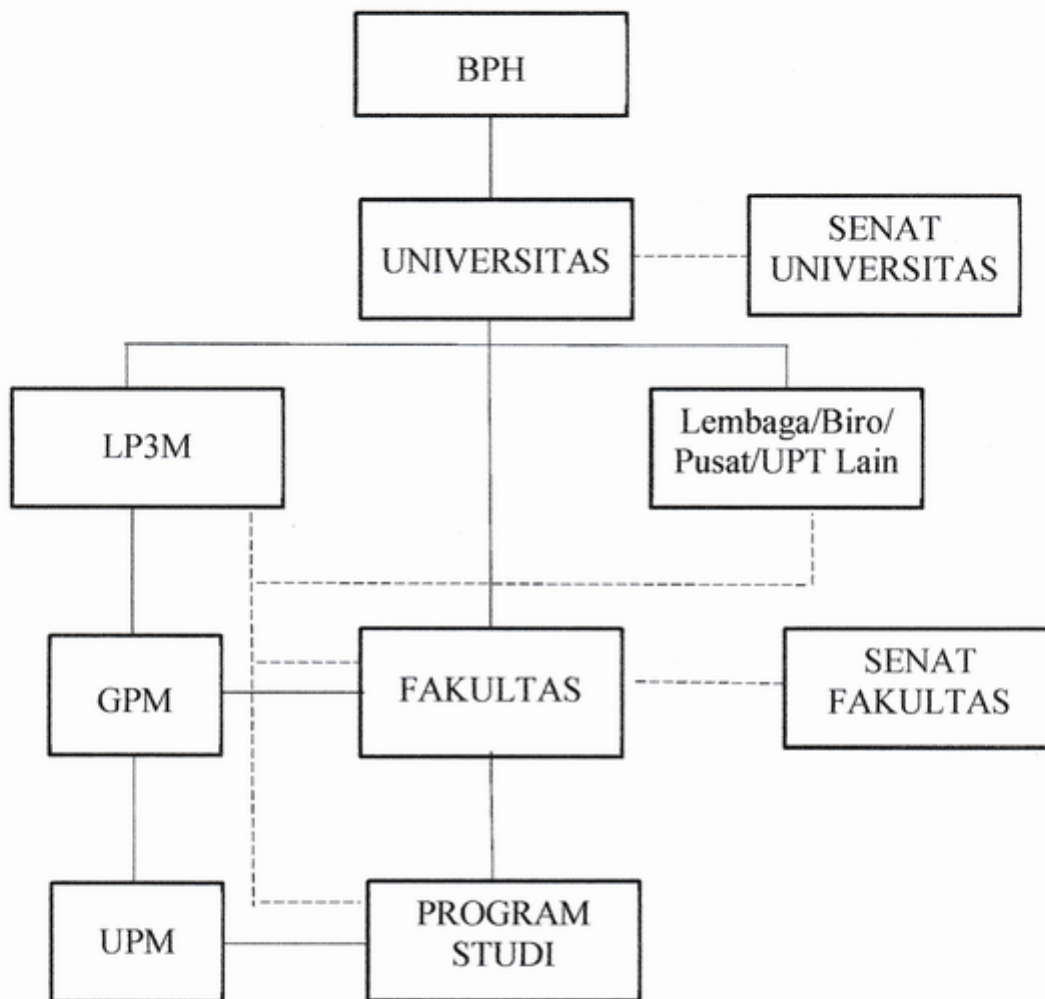 BPH
UNIVERSITAS
SENAT
UNIVERSITAS
LP3M
Lembaga/Biro/
Pusat/UPT Lain
GPM
FAKULTAS
SENAT
FAKULTAS
UPM
PROGRAM
STUDI